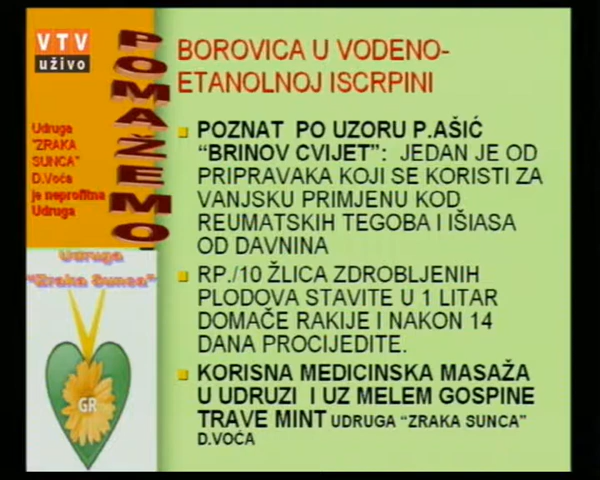 VTV
uživo
POMAŽEMO
Udruga
"ZRAKA
SUNCA"
D.Voća
je neprofitna
Udruga
Udruga
"Zraka Sunca"
GR
BOROVICA U VODENO-
ETANOLNOJ ISCRPINI
POZNAT PO UZORU P.AŠIĆ
“BRINOV CVIJET”: JEDAN JE OD
PRIPRAVAKA KOJI SE KORISTI ZA
VANJSKU PRIMJENU KOD
REUMATSKIH TEGOBA I IŠIASA
OD DAVNINA
RP./10 ŽLICA ZDROBLJENIH
PLODOVA STAVITE U 1 LITAR
DOMAČE RAKIJE I NAKON 14
DANA PROCIJEDITE.
KORISNA MEDICINSKA MASAŽA
U UDRUZI I UZ MELEM GOSPINE
TRAVE MINT UDRUGA “ZRAKA SUNCA”
D.VOĆA